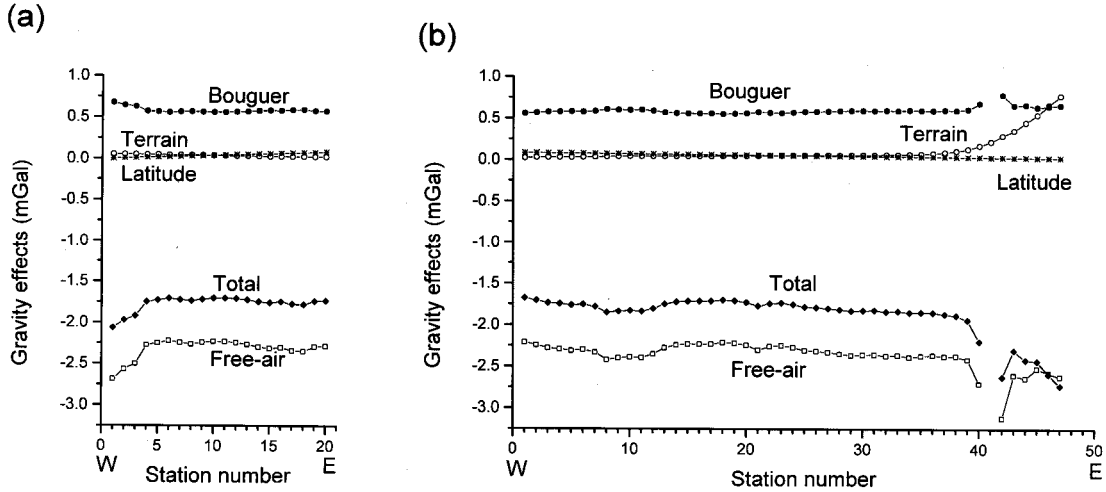 (a)
Gravity effects (mGal)
1.0
0.5
0.0
-0.5
-1.0
-1.5
-2.0
-2.5
-3.0
Bouguer
Terrain
Latitude
Total
Free-air
0 5 10 15 20
W E
Station number
(b)
Gravity effects (mGal)
1.0
0.5
0.0
-0.5
-1.0
-1.5
-2.0
-2.5
-3.0
Bouguer
Terrain
Latitude
Total
Free-air
0 10 20 30 40 50
W E
Station number